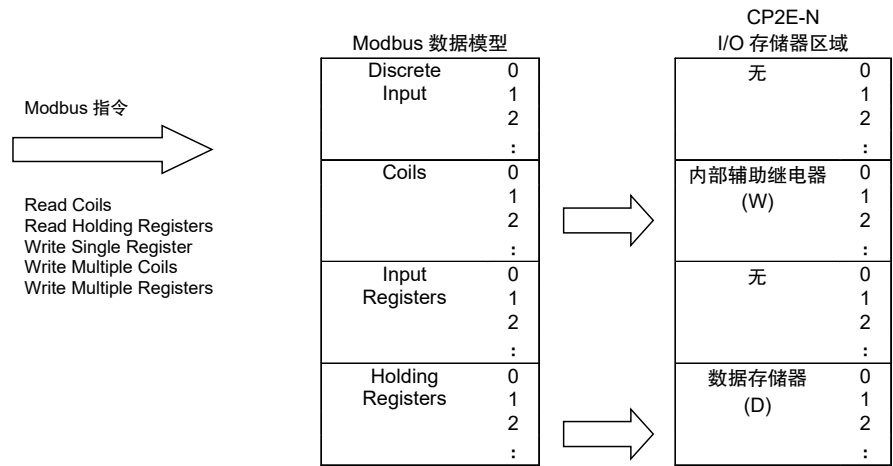 CP2E-N
Modbus 数据模型
I/O 存储器区域
Modbus 指令
Read Coils
Read Holding Registers
Write Single Register
Write Multiple Coils
Write Multiple Registers
Discrete 0
Input 1
2
:
Coils 0
1
2
:
Input 0
Registers 1
2
:
Holding 0
Registers 1
2
:
无 0
1
2
:
内部辅助继电器 0
(W) 1
2
:
无 0
1
2
:
数据存储器 0
(D) 1
2
: